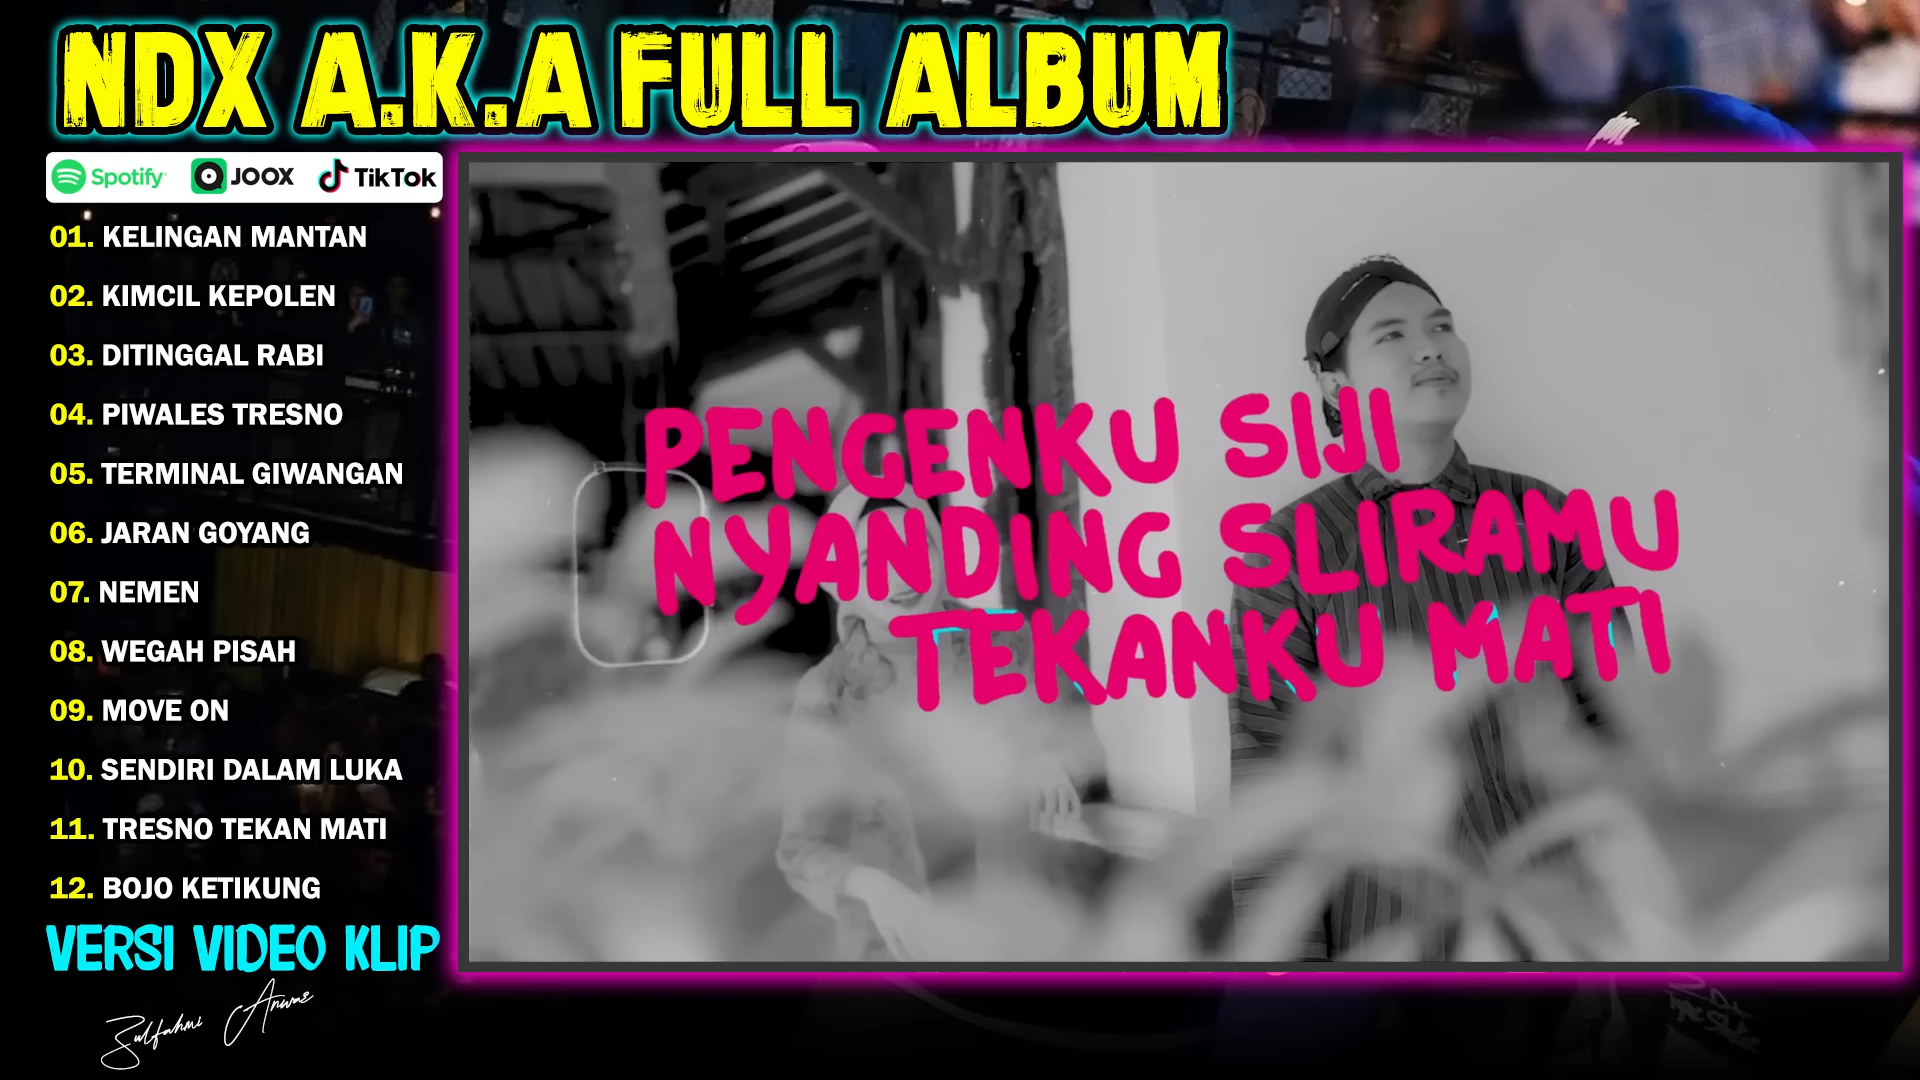 NDX A.K.A FULL ALBUM
Spotify JOOX TikTok
01. KELINGAN MANTAN
02. KIMCIL KEPOLEN
03. DITINGGAL RABI
04. PIWALES TRESNO
05. TERMINAL GIWANGAN
06. JARAN GOYANG
07. NEMEN
08. WEGAH PISAH
09. MOVE ON
10. SENDIRI DALAM LUKA
11. TRESNO TEKAN MATI
12. BOJO KETIKUNG
VERSI VIDEO KLIP
Zulfahmi Anwar
PENGENKU SIJI
NYANDING SLIRAMU
TEKANKU MATI